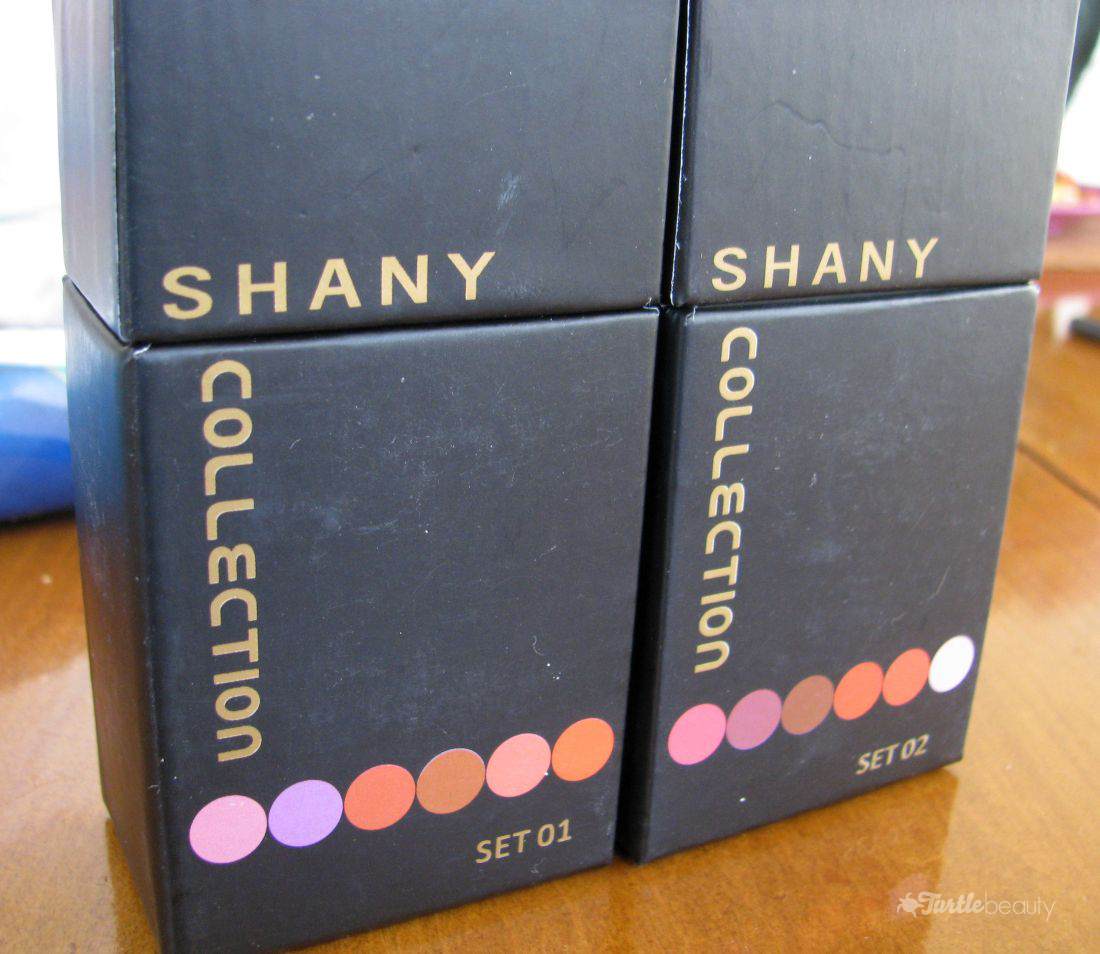 SHANY
COLLECTION
SET 01
SHANY
COLLECTION
SET 02
Turtlebeauty